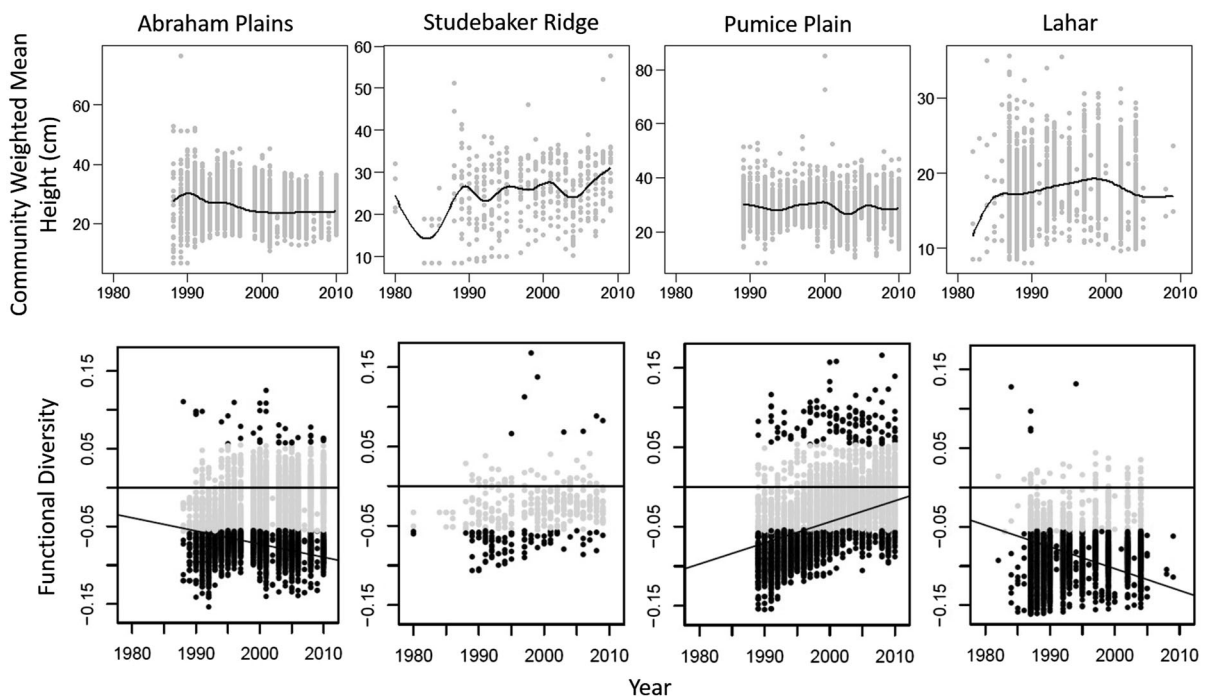 Abraham Plains Studebaker Ridge Pumice Plain Lahar
Community Weighted Mean
Height (cm)
60
40
20
1980 1990 2000 2010
60
50
40
30
20
10
1980 1990 2000 2010
80
60
40
20
1980 1990 2000 2010
30
20
10
1980 1990 2000 2010
Functional Diversity
0.15
0.05
−0.05
−0.15
1980 1990 2000 2010
0.15
0.05
−0.05
−0.15
1980 1990 2000 2010
0.15
0.05
−0.05
−0.15
1980 1990 2000 2010
0.15
0.05
−0.05
−0.15
1980 1990 2000 2010
Year